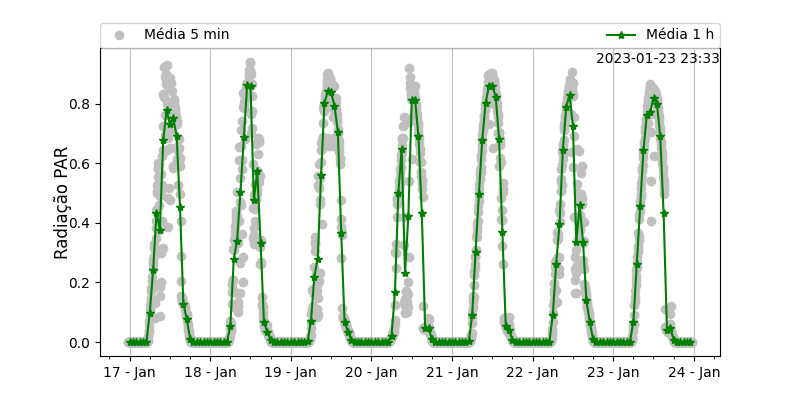 Média 5 min
Média 1 h
2023-01-23 23:33
Radiação PAR
0.8
0.6
0.4
0.2
0.0
17 - Jan
18 - Jan
19 - Jan
20 - Jan
21 - Jan
22 - Jan
23 - Jan
24 - Jan